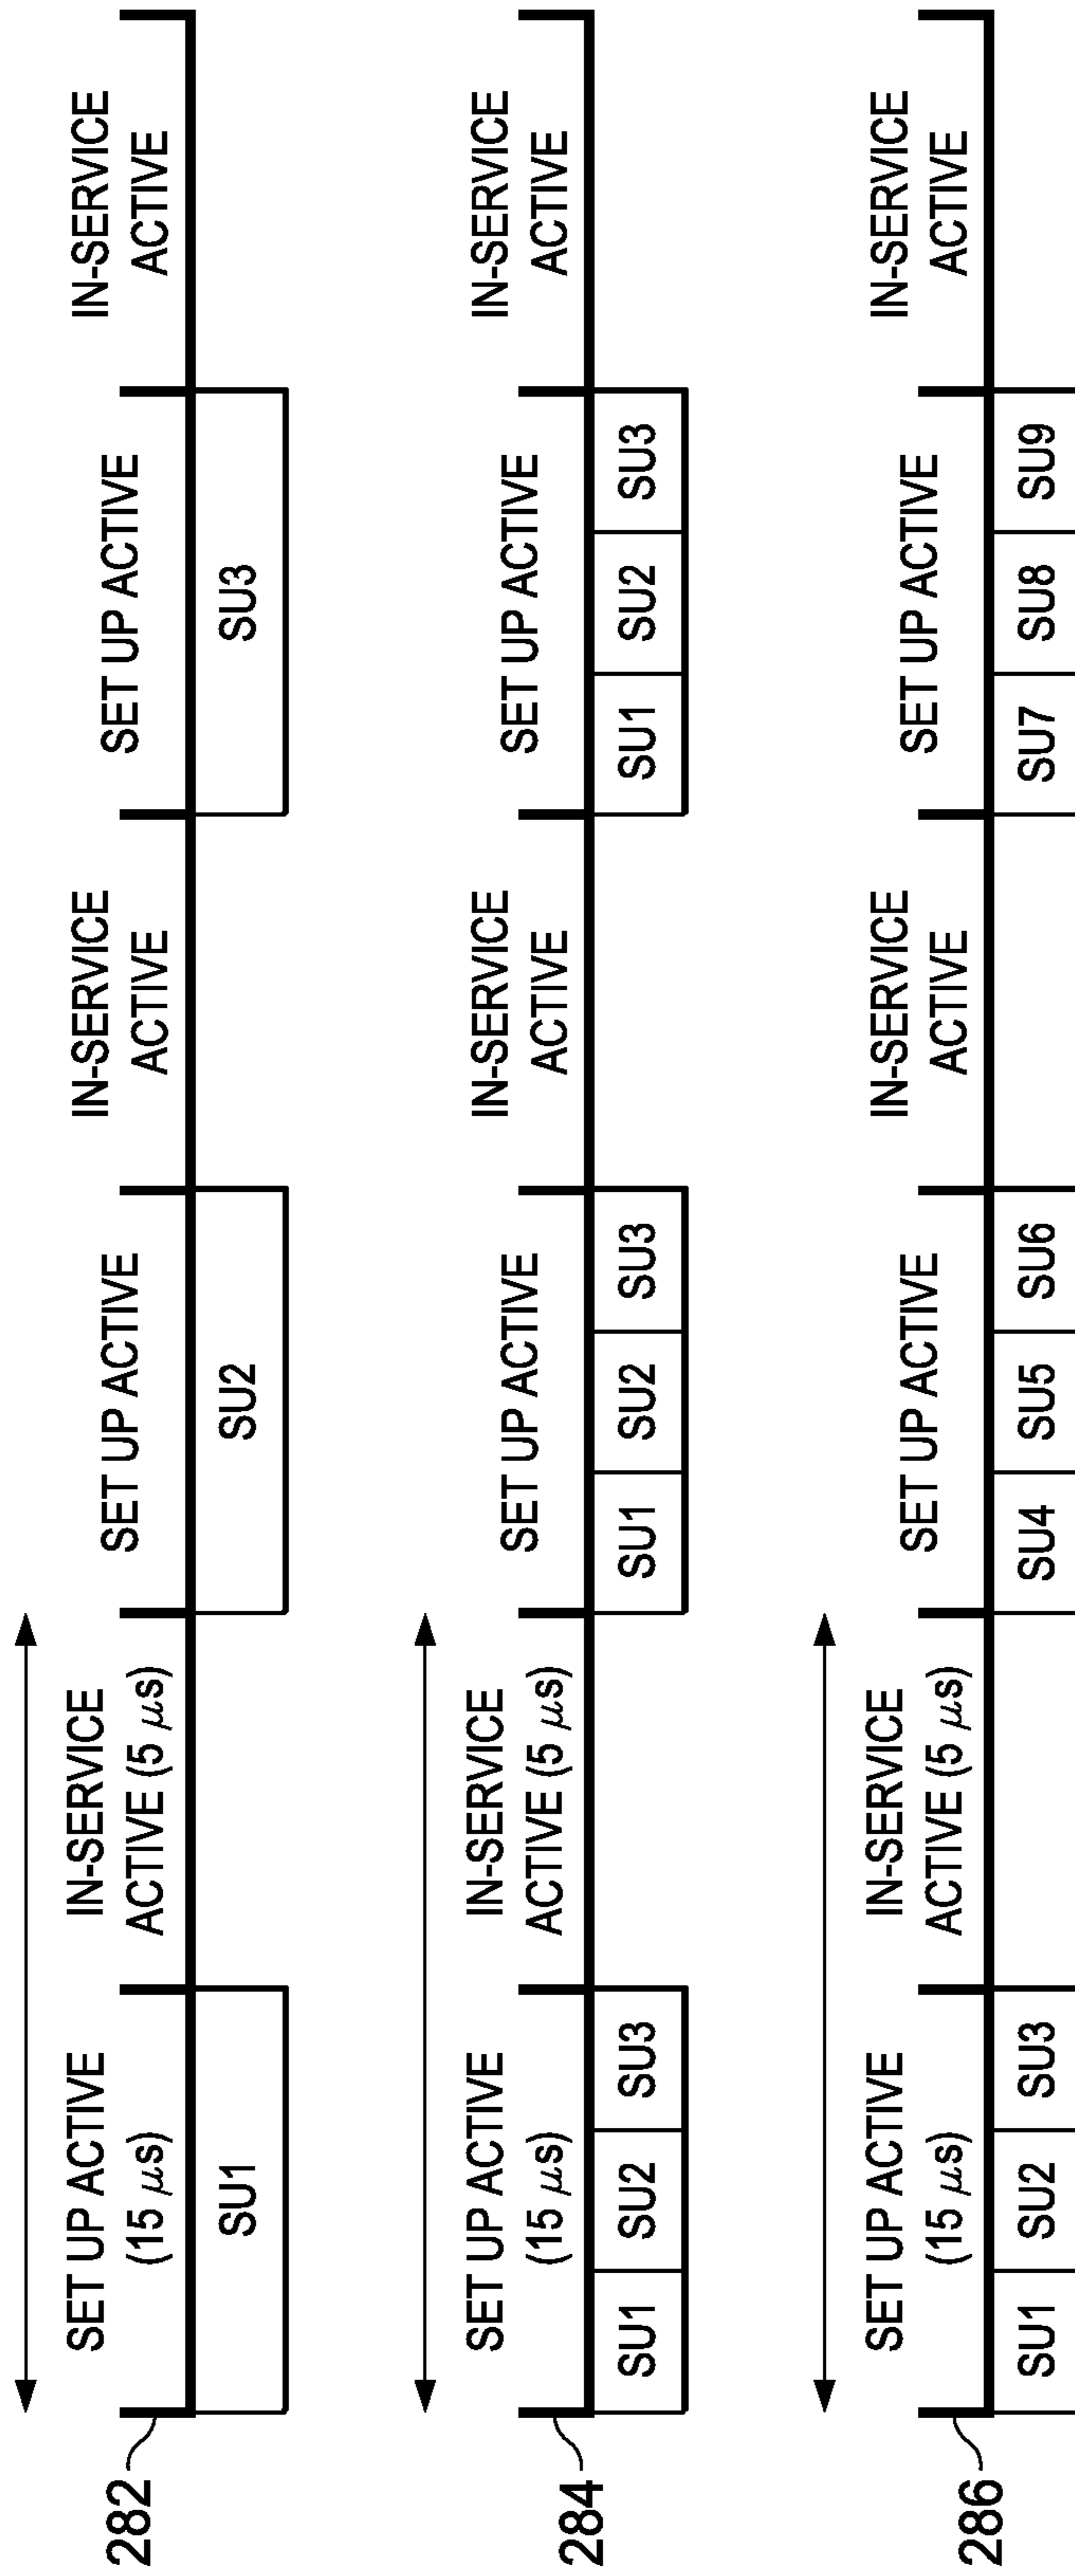 SET UP ACTIVE
(15 μs)
IN-SERVICE
ACTIVE (5 μs)
SET UP ACTIVE
IN-SERVICE
ACTIVE
SET UP ACTIVE
IN-SERVICE
ACTIVE
282
SU1
SU2
SU3
SET UP ACTIVE
(15 μs)
IN-SERVICE
ACTIVE (5 μs)
SET UP ACTIVE
IN-SERVICE
ACTIVE
SET UP ACTIVE
IN-SERVICE
ACTIVE
284
SU1 SU2 SU3
SU1 SU2 SU3
SU1 SU2 SU3
SET UP ACTIVE
(15 μs)
IN-SERVICE
ACTIVE (5 μs)
SET UP ACTIVE
IN-SERVICE
ACTIVE
SET UP ACTIVE
IN-SERVICE
ACTIVE
286
SU1 SU2 SU3
SU4 SU5 SU6
SU7 SU8 SU9